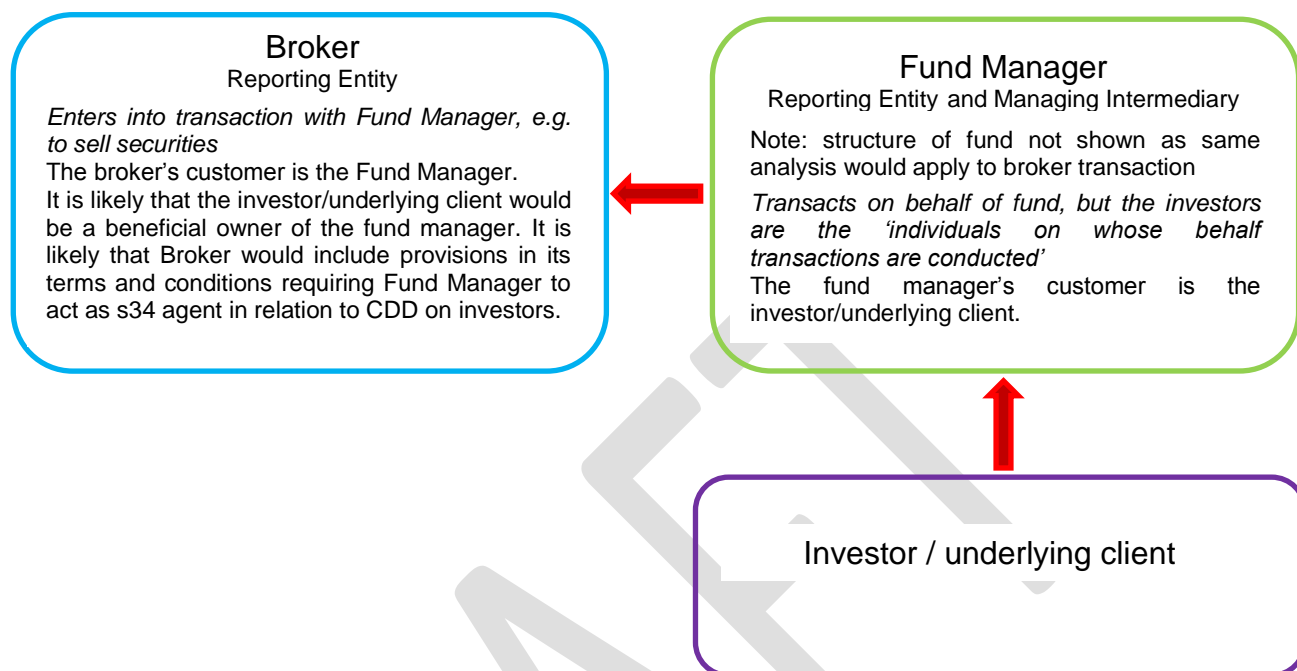 Broker
Reporting Entity
Enters into transaction with Fund Manager, e.g.
to sell securities
The broker's customer is the Fund Manager.
It is likely that the investor/underlying client would
be a beneficial owner of the fund manager. It is
likely that Broker would include provisions in its
terms and conditions requiring Fund Manager to
act as s34 agent in relation to CDD on investors.
Fund Manager
Reporting Entity and Managing Intermediary
Note: structure of fund not shown as same
analysis would apply to broker transaction
Transacts on behalf of fund, but the investors
are the 'individuals on whose behalf
transactions are conducted'
The fund manager's customer is the
investor/underlying client.
Investor / underlying client